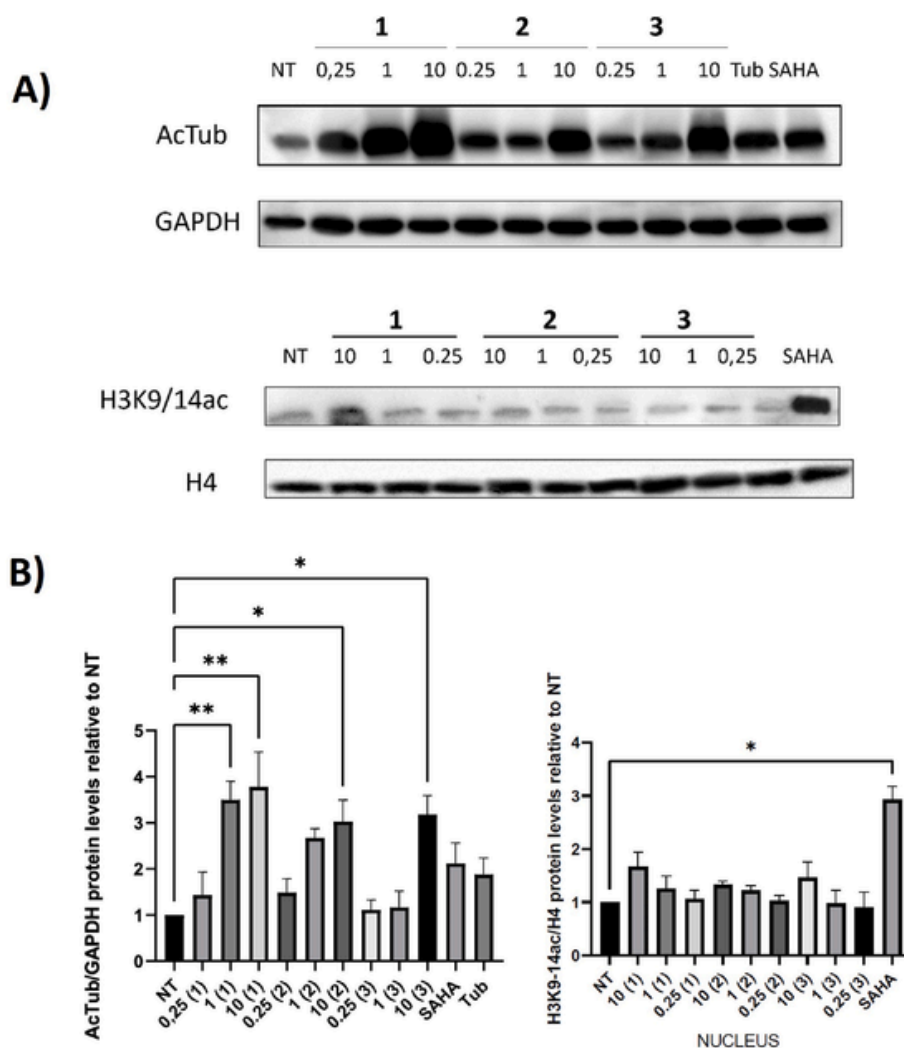 A)
1 2 3
NT 0,25 1 10 0.25 1 10 0.25 1 10 Tub SAHA
AcTub
GAPDH
1 2 3
NT 10 1 0.25 10 1 0,25 10 1 0,25 SAHA
H3K9/14ac
H4
B)
AcTub/GAPDH protein levels relative to NT
*
*
**
**
5
4
3
2
1
0
NT 0,25 (1) 1 (1) 10 (1) 0.25 (2) 1 (2) 10 (2) 0.25 (3) 1 (3) 10 (3) SAHA Tub
H3K9-14ac/H4 protein levels relative to NT
*
4
3
2
1
0
NT 10 (1) 1 (1) 0.25 (1) 10 (2) 1 (2) 0.25 (2) 10 (3) 1 (3) 0.25 (3) SAHA
NUCLEUS